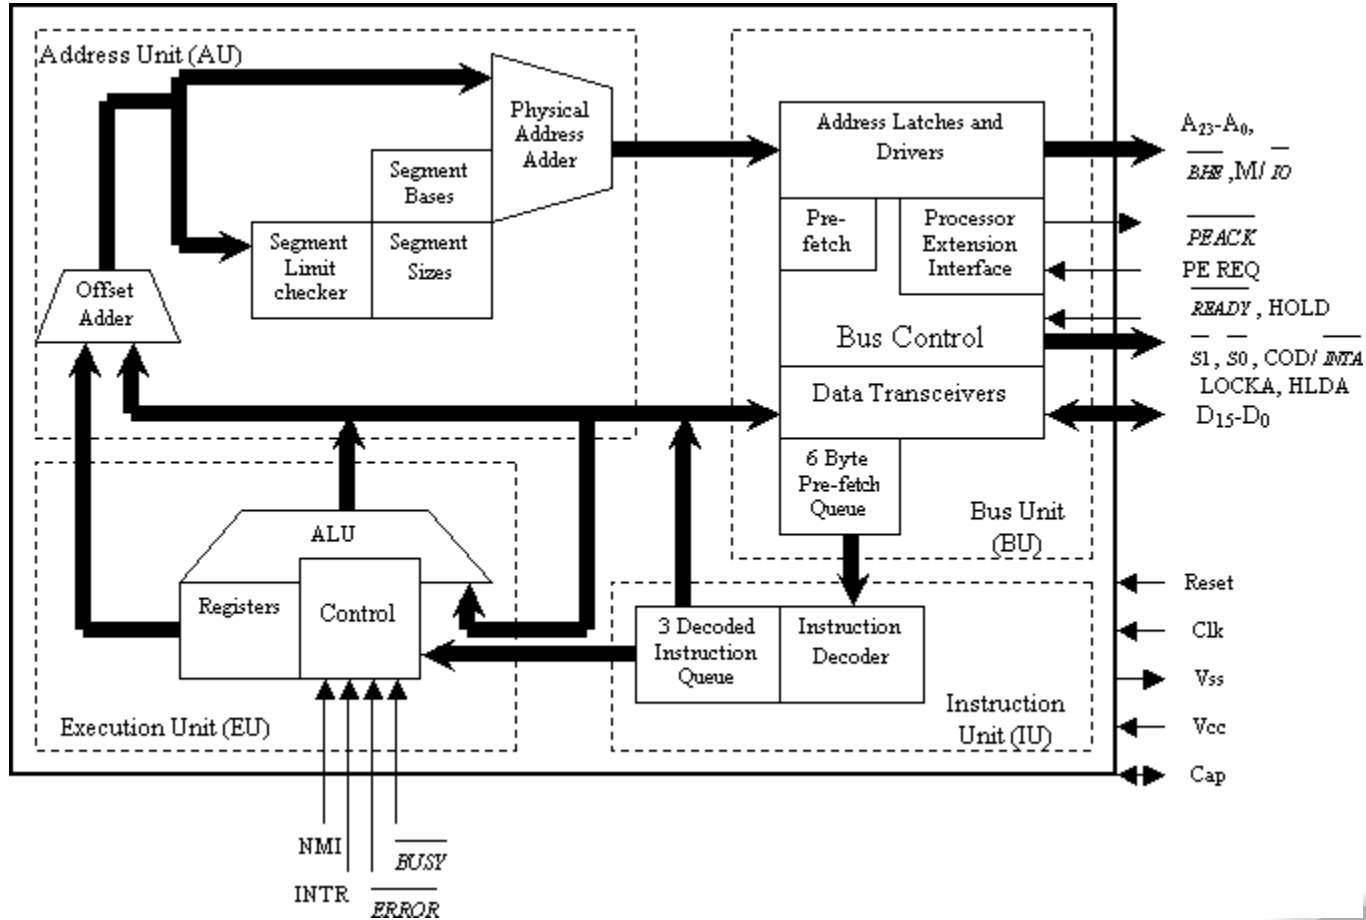 Address Unit (AU)
Physical
Address
Adder
Segment
Bases
Segment
Limit
checker
Segment
Sizes
Offset
Adder
Address Latches and
Drivers
Pre-
fetch
Processor
Extension
Interface
Bus Control
Data Transceivers
6 Byte
Pre-fetch
Queue
Bus Unit
(BU)
A23-A0,
BHE ,M/ IO
PEACK
PE REQ
READY , HOLD
S1, S0, COD/ INTA
LOCKA, HLDA
D15-D0
ALU
Registers
Control
Execution Unit (EU)
3 Decoded
Instruction
Queue
Instruction
Decoder
Instruction
Unit (IU)
Reset
Clk
Vss
Vcc
Cap
NMI
BUSY
INTR
ERROR